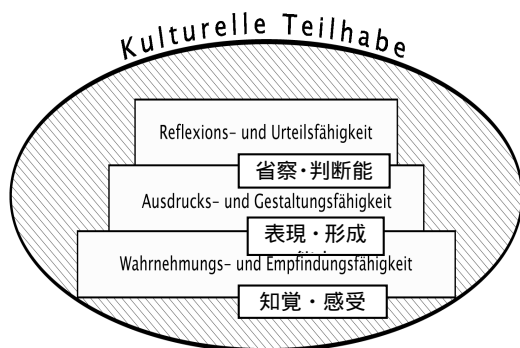 Kulturelle Teilhabe
Reflexions- und Urteilsfähigkeit
省察・判断能
Ausdrucks- und Gestaltungsfähigkeit
表現・形成
Wahrnehmungs- und Empfindungsfähigkeit
知覚・感受